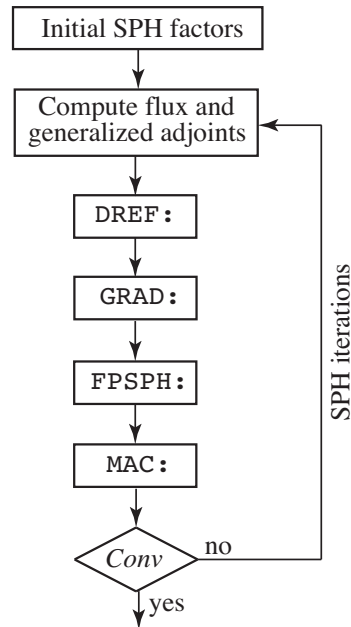 Initial SPH factors
Compute flux and
generalized adjoints
DREF:
GRAD:
FPSPH:
MAC:
Conv
no
yes
SPH iterations